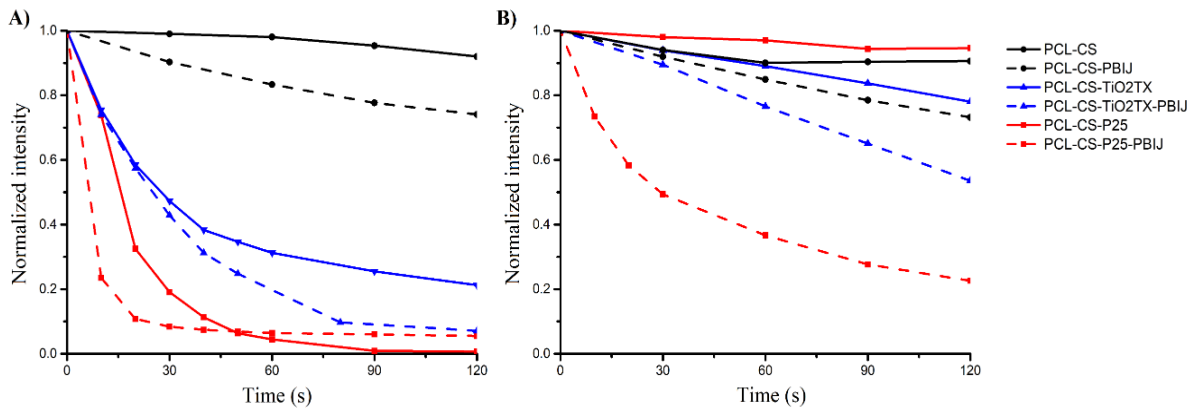 A)
Normalized intensity
1.0
0.8
0.6
0.4
0.2
0.0
0 30 60 90 120
Time (s)
B)
Normalized intensity
1.0
0.8
0.6
0.4
0.2
0.0
0 30 60 90 120
Time (s)
PCL-CS
PCL-CS-PBIJ
PCL-CS-TiO2TX
PCL-CS-TiO2TX-PBIJ
PCL-CS-P25
PCL-CS-P25-PBIJ